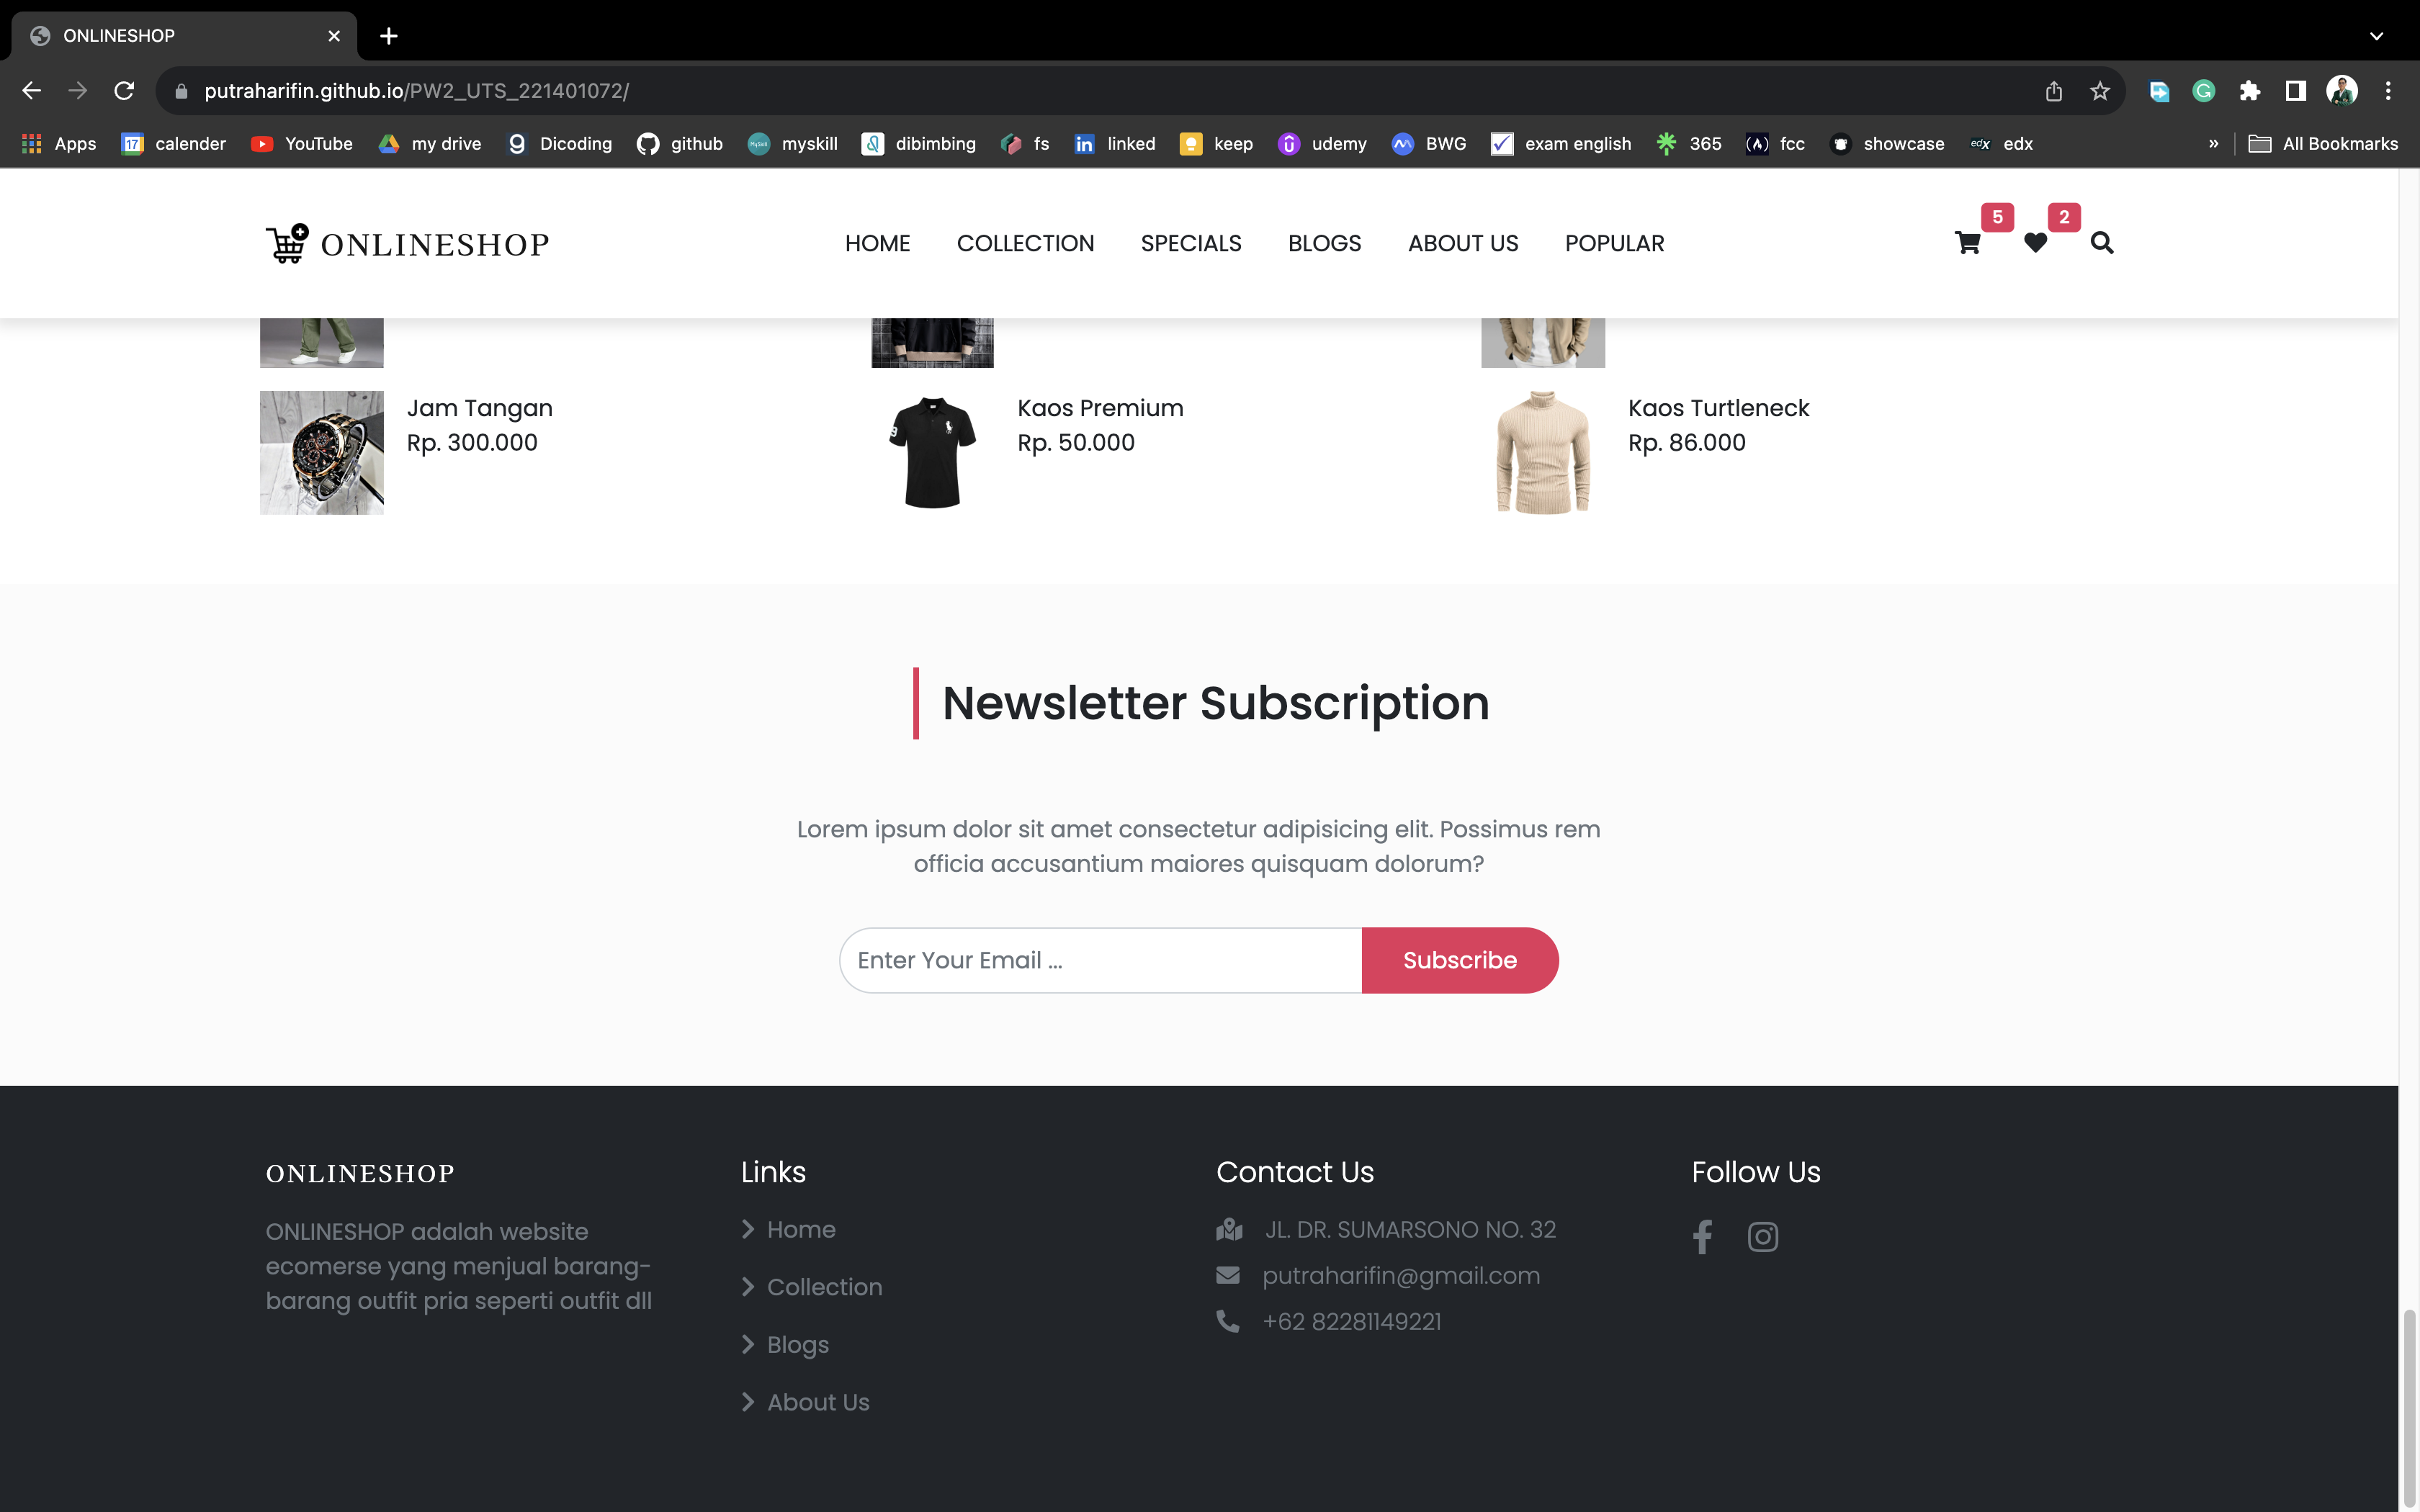 ONLINESHOP
putraharifin.github.io/PW2_UTS_221401072/
Apps 17 calender YouTube my drive Dicoding github MySkill myskill dibimbing fs in linked keep udemy BWG exam english 365 fcc showcase edX edx » All Bookmarks
ONLINESHOP HOME COLLECTION SPECIALS BLOGS ABOUT US POPULAR 5 2
Jam Tangan
Rp. 300.000
Kaos Premium
Rp. 50.000
Kaos Turtleneck
Rp. 86.000
Newsletter Subscription
Lorem ipsum dolor sit amet consectetur adipisicing elit. Possimus rem
officia accusantium maiores quisquam dolorum?
Enter Your Email ... Subscribe
ONLINESHOP
ONLINESHOP adalah website
ecomerse yang menjual barang-
barang outfit pria seperti outfit dll
Links
Home
Collection
Blogs
About Us
Contact Us
JL. DR. SUMARSONO NO. 32
putraharifin@gmail.com
+62 82281149221
Follow Us